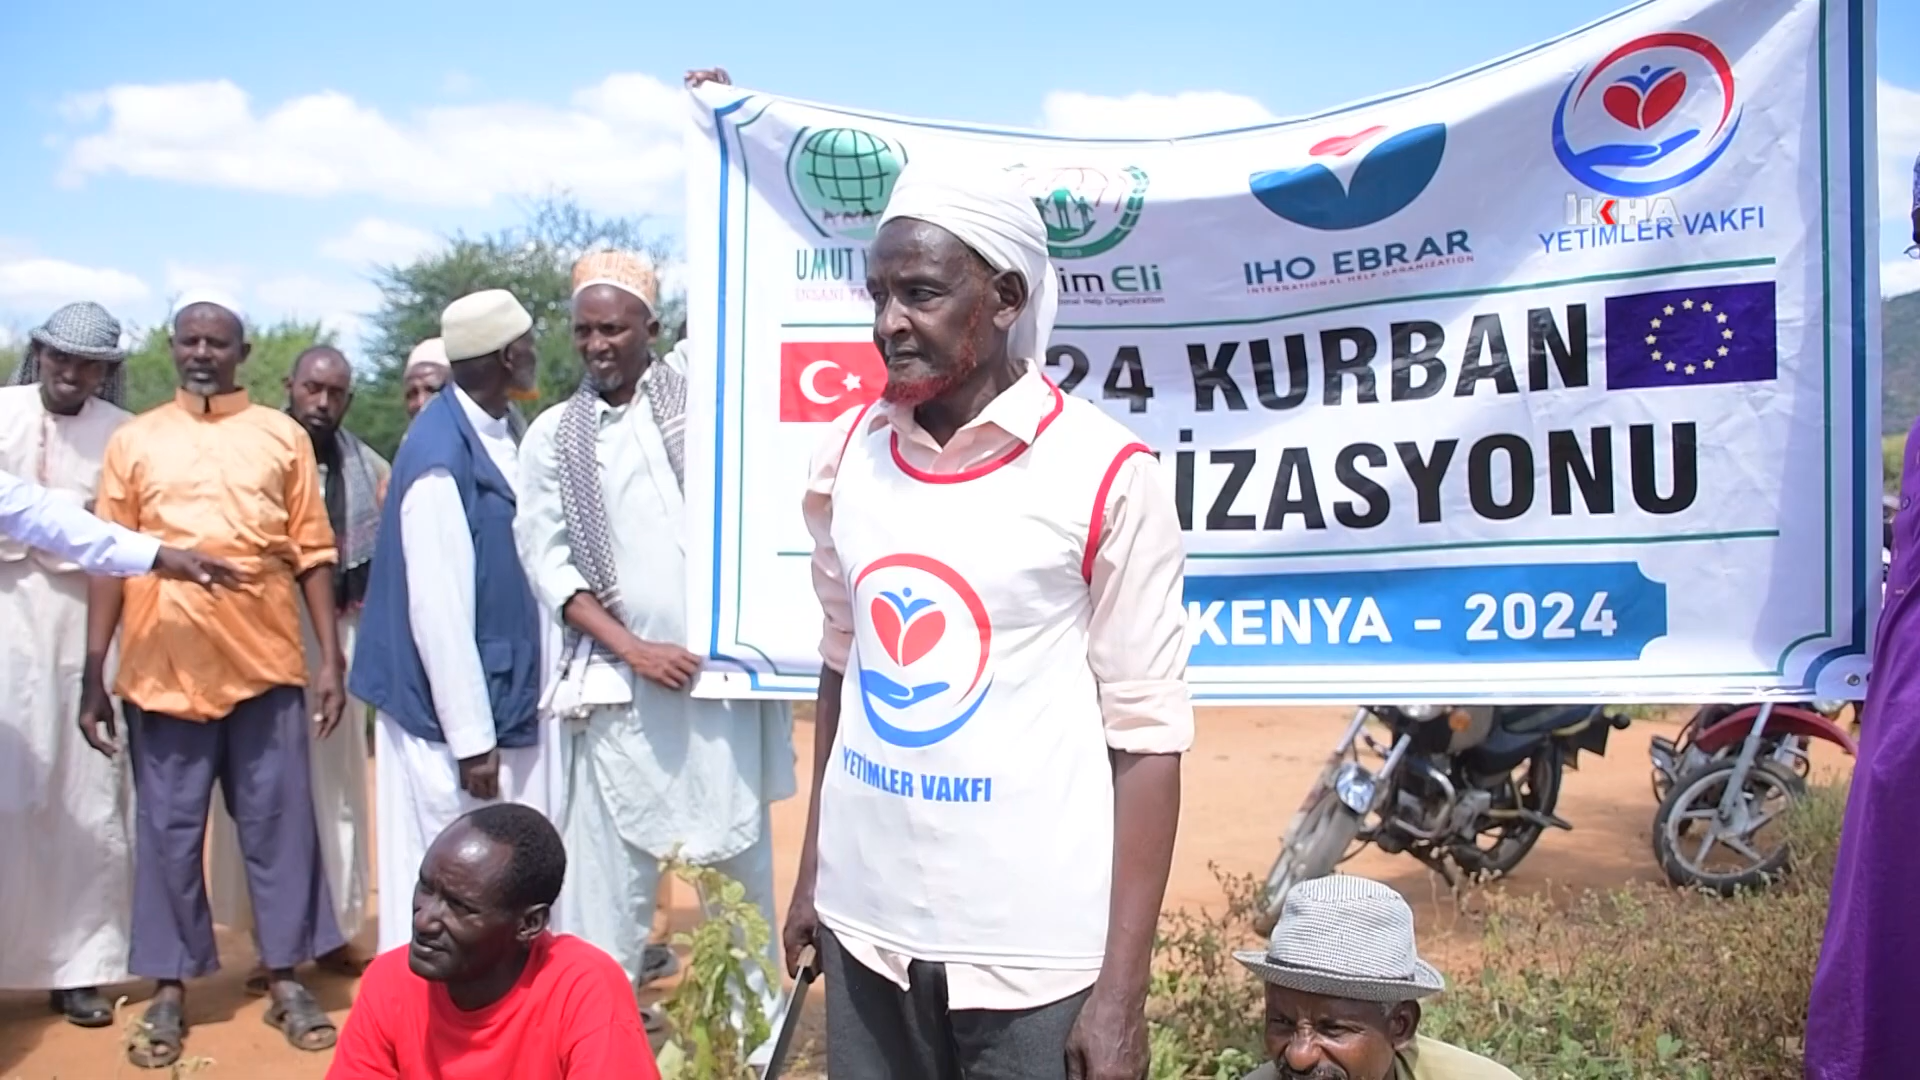 UMUT
im Eli
IHO EBRAR
INTERNATIONAL HELP ORGANIZATION
İLKHA
YETİMLER VAKFI
24 KURBAN
İZASYONU
KENYA - 2024
YETİMLER VAKFI